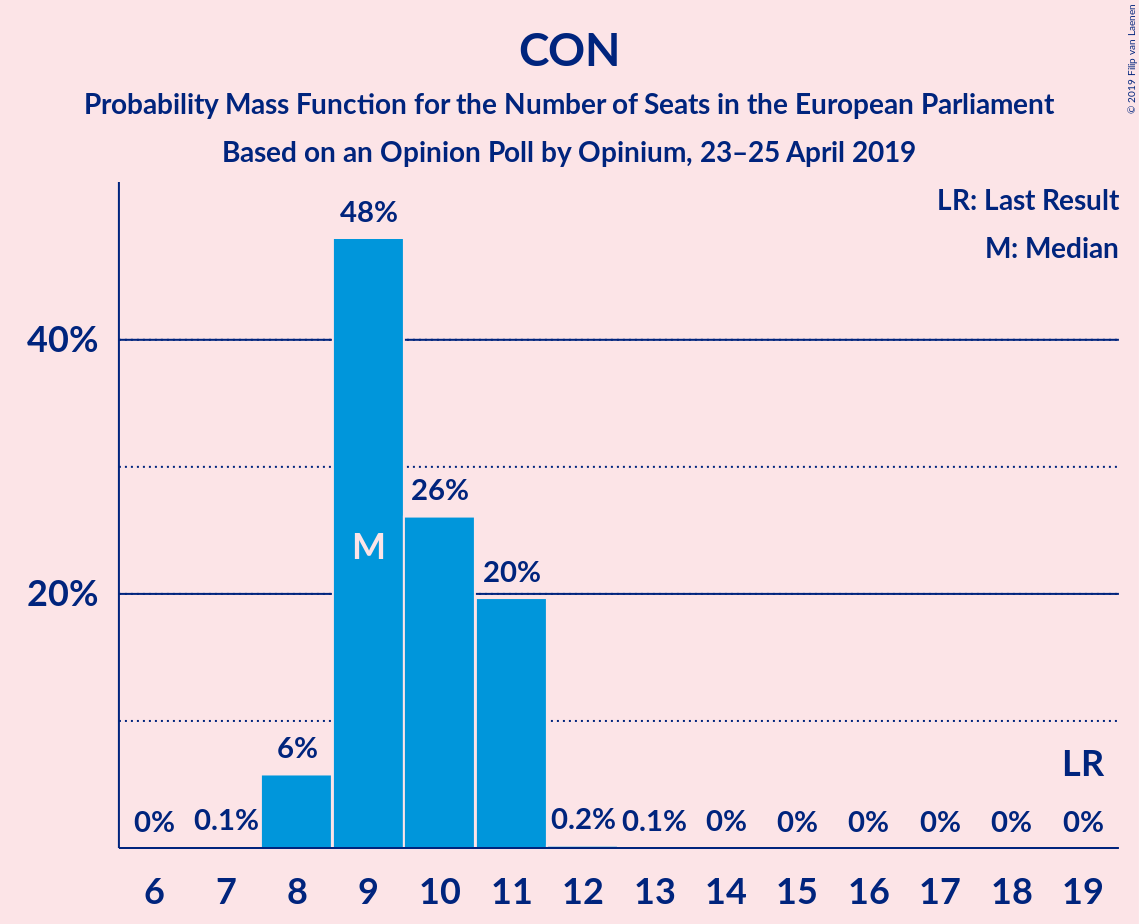 CON
Probability Mass Function for the Number of Seats in the European Parliament
Based on an Opinion Poll by Opinium, 23–25 April 2019
© 2019 Filip van Laenen
LR: Last Result
M: Median
48%
40%
26%
M
20%
20%
6%
LR
0% 0.1% 0.2% 0.1% 0% 0% 0% 0% 0% 0%
6 7 8 9 10 11 12 13 14 15 16 17 18 19